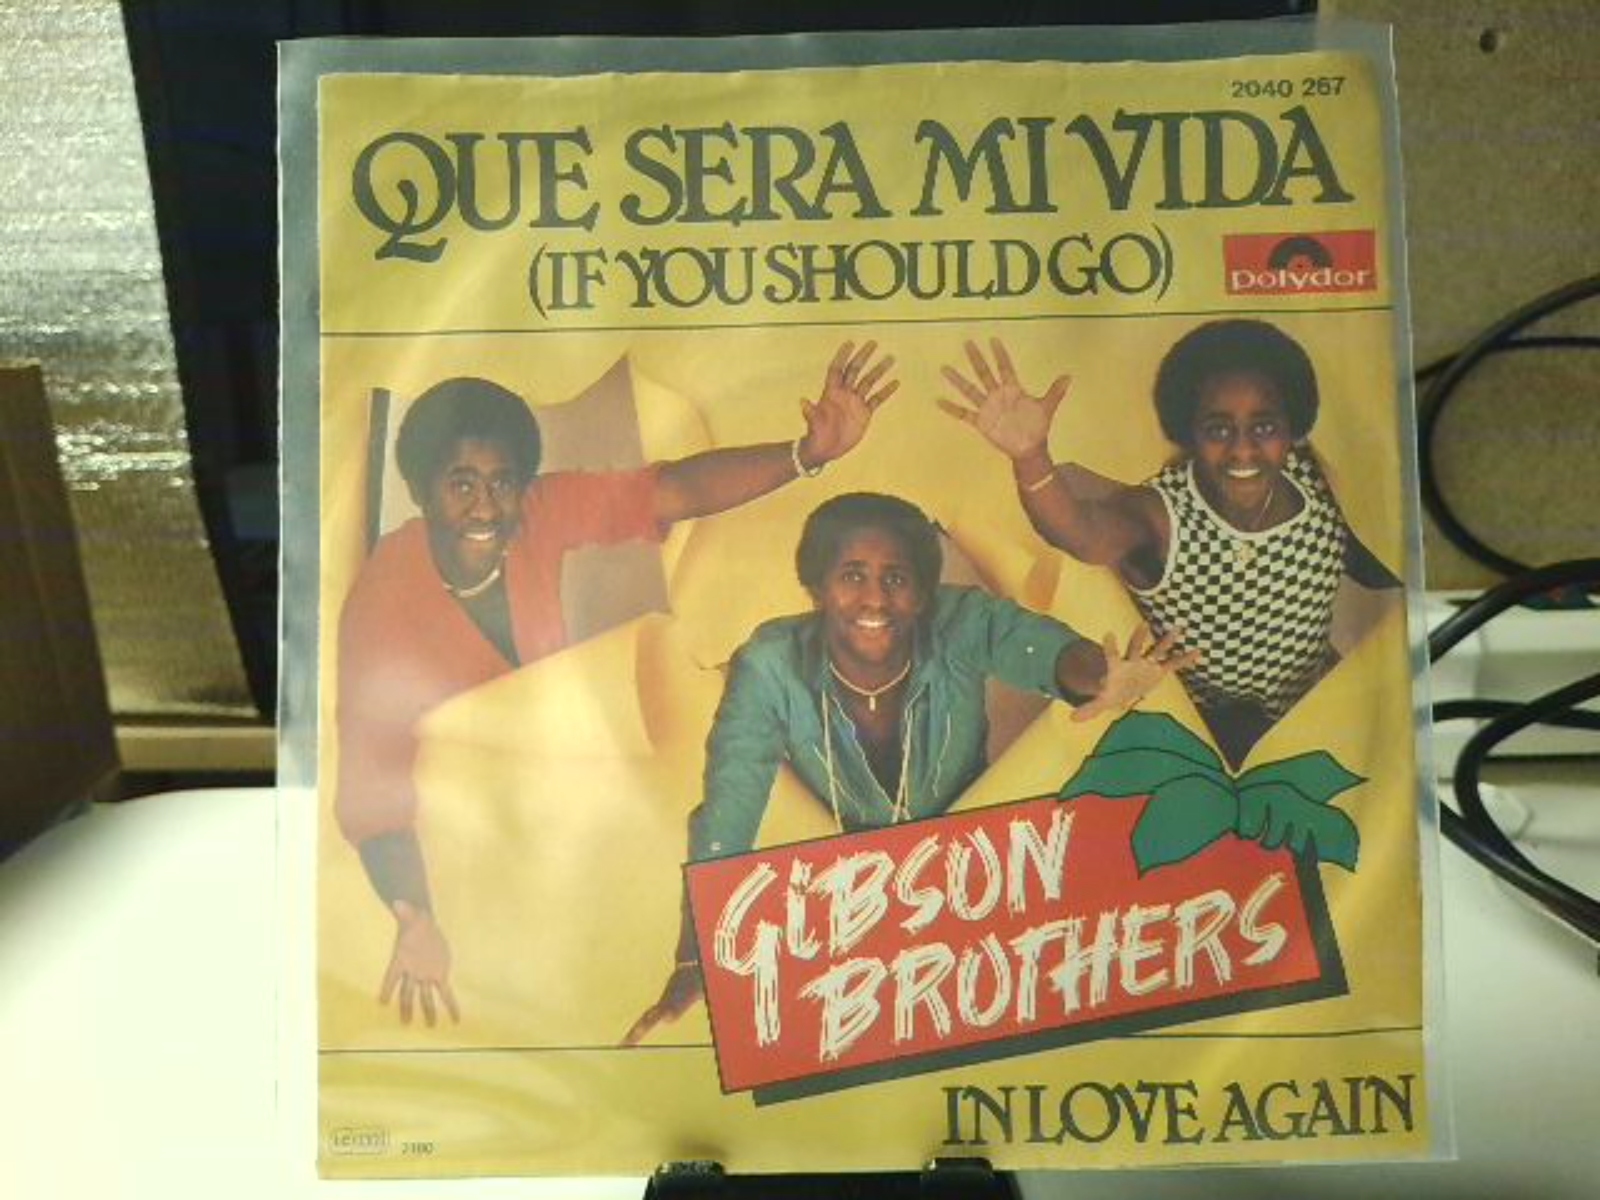 2040 267
QUE SERA MI VIDA
(IF YOU SHOULD GO)
polydor
GIBSON
BROTHERS
IN LOVE AGAIN